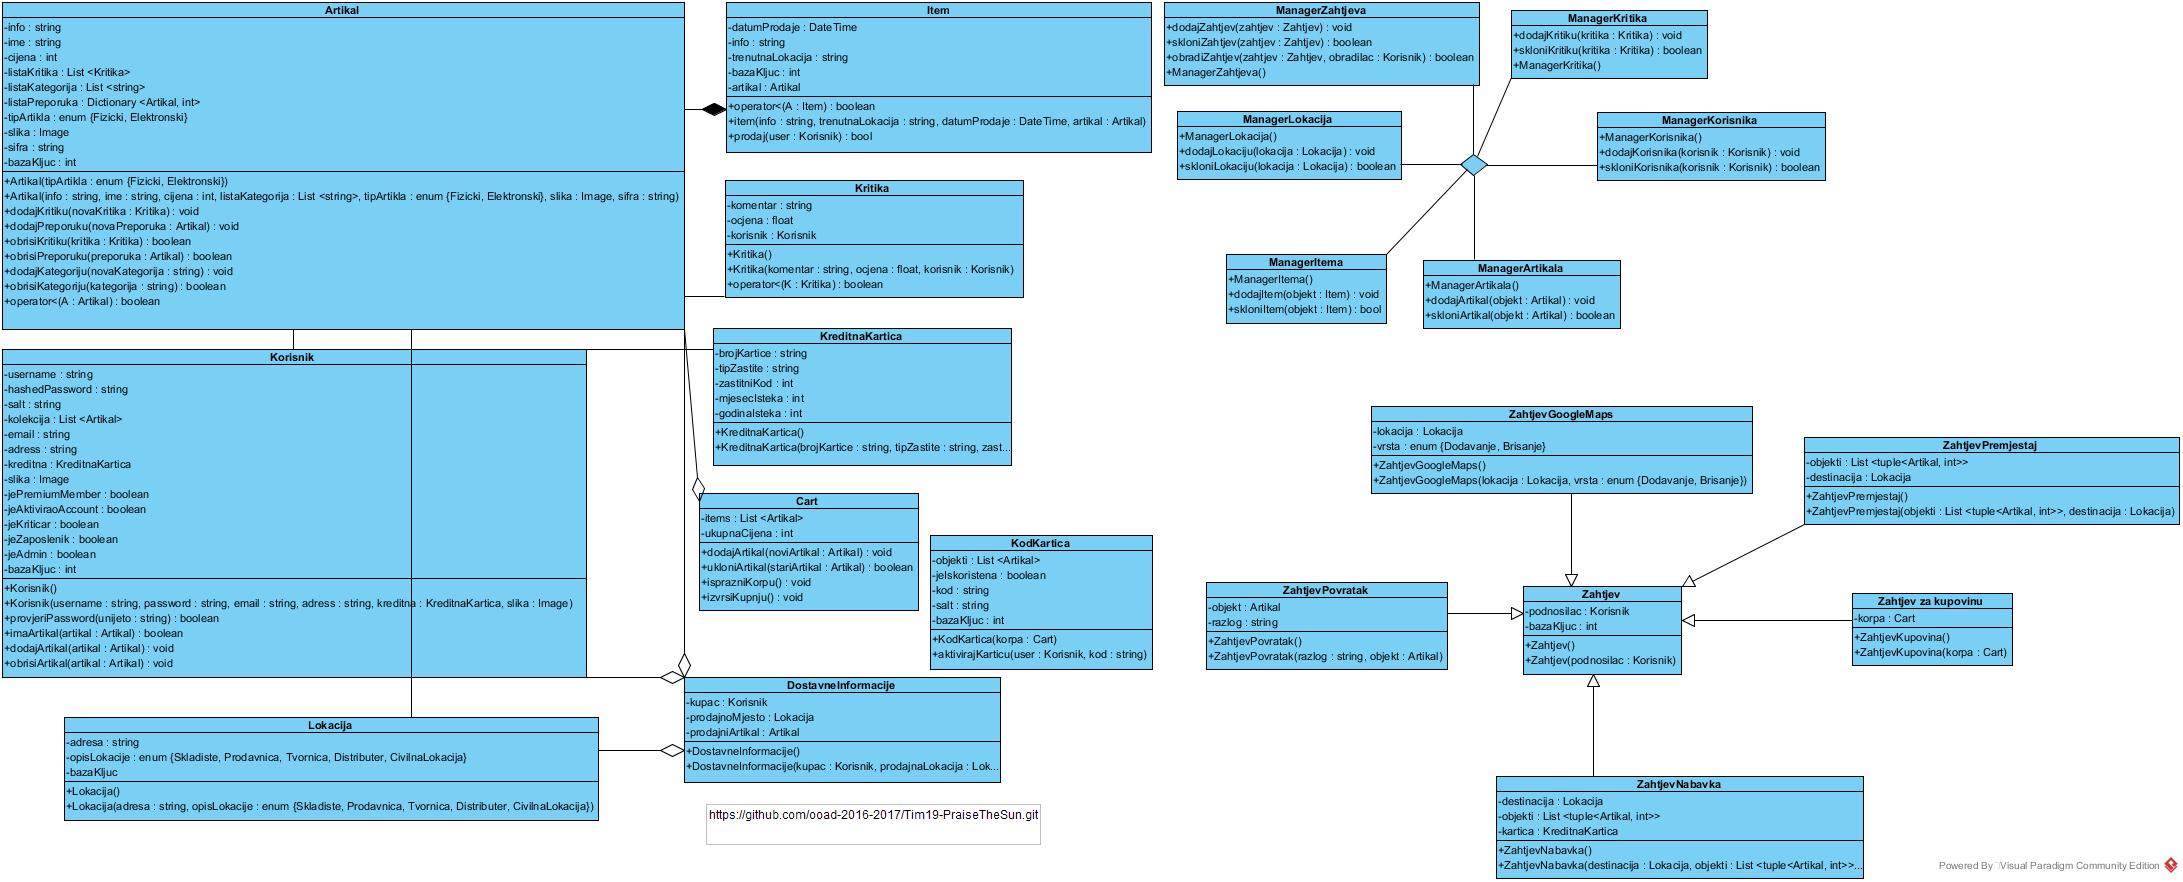 Artikal
-info : string
-ime : string
-cijena : int
-listaKritika : List <Kritika>
-listaKategorija : List <string>
-listaPreporuka : Dictionary <Artikal, int>
-tipArtikla : enum {Fizicki, Elektronski}
-slika : Image
-sifra : string
-bazaKljuc : int
+Artikal(tipArtikla : enum {Fizicki, Elektronski})
+Artikal(info : string, ime : string, cijena : int, listaKategorija : List <string>, tipArtikla : enum {Fizicki, Elektronski}, slika : Image, sifra : string)
+dodajKritiku(novaKritika : Kritika) : void
+dodajPreporuku(novaPreporuka : Artikal) : void
+obrisiKritiku(kritika : Kritika) : boolean
+obrisiPreporuku(preporuka : Artikal) : boolean
+dodajKategoriju(novaKategorija : string) : void
+obrisiKategoriju(kategorija : string) : boolean
+operator<(A : Artikal) : boolean
Item
-datumProdaje : DateTime
-info : string
-trenutnaLokacija : string
-bazaKljuc : int
-artikal : Artikal
+operator<(A : Item) : boolean
+item(info : string, trenutnaLokacija : string, datumProdaje : DateTime, artikal : Artikal)
+prodaj(user : Korisnik) : bool
Kritika
-komentar : string
-ocjena : float
-korisnik : Korisnik
+Kritika()
+Kritika(komentar : string, ocjena : float, korisnik : Korisnik)
+operator<(K : Kritika) : boolean
ManagerZahtjeva
+dodajZahtjev(zahtjev : Zahtjev) : void
+skloniZahtjev(zahtjev : Zahtjev) : boolean
+obradiZahtjev(zahtjev : Zahtjev, obradilac : Korisnik) : boolean
+ManagerZahtjeva()
ManagerKritika
+dodajKritiku(kritika : Kritika) : void
+skloniKritiku(kritika : Kritika) : boolean
+ManagerKritika()
ManagerLokacija
+ManagerLokacija()
+dodajLokaciju(lokacija : Lokacija) : void
+skloniLokaciju(lokacija : Lokacija) : boolean
ManagerKorisnika
+ManagerKorisnika()
+dodajKorisnika(korisnik : Korisnik) : void
+skloniKorisnika(korisnik : Korisnik) : boolean
ManagerItema
+ManagerItema()
+dodajItem(objekt : Item) : void
+skloniItem(objekt : Item) : bool
ManagerArtikala
+ManagerArtikala()
+dodajArtikal(objekt : Artikal) : void
+skloniArtikal(objekt : Artikal) : boolean
Korisnik
-username : string
-hashedPassword : string
-salt : string
-kolekcija : List <Artikal>
-email : string
-adress : string
-kreditna : KreditnaKartica
-slika : Image
-jePremiumMember : boolean
-jeAktiviraoAccount : boolean
-jeKriticar : boolean
-jeZaposlenik : boolean
-jeAdmin : boolean
-bazaKljuc : int
+Korisnik()
+Korisnik(username : string, password : string, email : string, adress : string, kreditna : KreditnaKartica, slika : Image)
+provjeriPassword(unijeto : string) : boolean
+imaArtikal(artikal : Artikal) : boolean
+dodajArtikal(artikal : Artikal) : void
+obrisiArtikal(artikal : Artikal) : void
KreditnaKartica
-brojKartice : string
-tipZastite : string
-zastitniKod : int
-mjesecIsteka : int
-godinaIsteka : int
+KreditnaKartica()
+KreditnaKartica(brojKartice : string, tipZastite : string, zast...
Cart
-items : List <Artikal>
-ukupnaCijena : int
+dodajArtikal(noviArtikal : Artikal) : void
+ukloniArtikal(stariArtikal : Artikal) : boolean
+isprazniKorpu() : void
+izvrsiKupnju() : void
KodKartica
-objekti : List <Artikal>
-jeIskoristena : boolean
-kod : string
-salt : string
-bazaKljuc : int
+KodKartica(korpa : Cart)
+aktivirajKarticu(user : Korisnik, kod : string)
Lokacija
-adresa : string
-opisLokacije : enum {Skladiste, Prodavnica, Tvornica, Distributer, CivilnaLokacija}
-bazaKljuc
+Lokacija()
+Lokacija(adresa : string, opisLokacije : enum {Skladiste, Prodavnica, Tvornica, Distributer, CivilnaLokacija})
DostavneInformacije
-kupac : Korisnik
-prodajnoMjesto : Lokacija
-prodajniArtikal : Artikal
+DostavneInformacije()
+DostavneInformacije(kupac : Korisnik, prodajnaLokacija : Lok...
https://github.com/ooad-2016-2017/Tim19-PraiseTheSun.git
ZahtjevGoogleMaps
-lokacija : Lokacija
-vrsta : enum {Dodavanje, Brisanje}
+ZahtjevGoogleMaps()
+ZahtjevGoogleMaps(lokacija : Lokacija, vrsta : enum {Dodavanje, Brisanje})
ZahtjevPremjestaj
-objekti : List <tuple<Artikal, int>>
-destinacija : Lokacija
+ZahtjevPremjestaj()
+ZahtjevPremjestaj(objekti : List <tuple<Artikal, int>>, destinacija : Lokacija)
ZahtjevPovratak
-objekt : Artikal
-razlog : string
+ZahtjevPovratak()
+ZahtjevPovratak(razlog : string, objekt : Artikal)
Zahtjev
-podnosilac : Korisnik
-bazaKljuc : int
+Zahtjev()
+Zahtjev(podnosilac : Korisnik)
Zahtjev za kupovinu
-korpa : Cart
+ZahtjevKupovina()
+ZahtjevKupovina(korpa : Cart)
ZahtjevNabavka
-destinacija : Lokacija
-objekti : List <tuple<Artikal, int>>
-kartica : KreditnaKartica
+ZahtjevNabavka()
+ZahtjevNabavka(destinacija : Lokacija, objekti : List <tuple<Artikal, int>>...
Powered By Visual Paradigm Community Edition